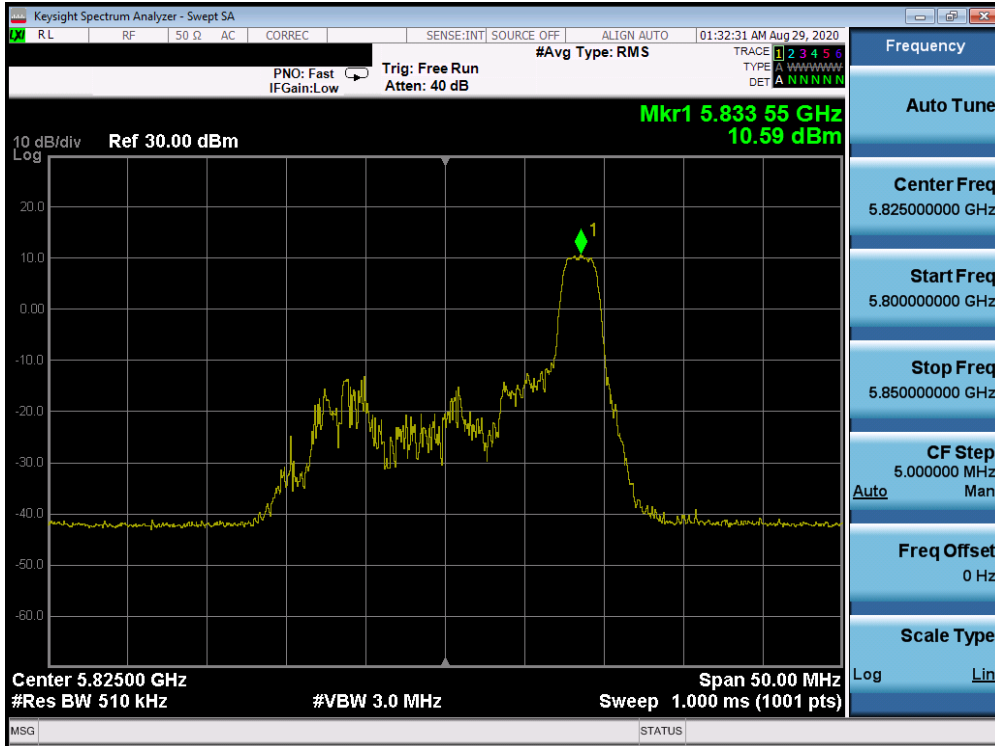 Keysight Spectrum Analyzer - Swept SA
LXI RL RF 50 Ω AC CORREC SENSE:INT SOURCE OFF ALIGN AUTO 01:32:31 AM Aug 29, 2020
#Avg Type: RMS
TRACE 1 2 3 4 5 6
PNO: Fast Trig: Free Run
TYPE A WWWWW
IFGain:Low Atten: 40 dB
DET A N N N N N
Mkr1 5.833 55 GHz
10.59 dBm
10 dB/div Ref 30.00 dBm
Log
20.0
10.0
0.00
-10.0
-20.0
-30.0
-40.0
-50.0
-60.0
1
Center 5.82500 GHz Span 50.00 MHz
#Res BW 510 kHz #VBW 3.0 MHz Sweep 1.000 ms (1001 pts)
MSG STATUS
Frequency
Auto Tune
Center Freq
5.825000000 GHz
Start Freq
5.800000000 GHz
Stop Freq
5.850000000 GHz
CF Step
5.000000 MHz
Auto Man
Freq Offset
0 Hz
Scale Type
Log Lin